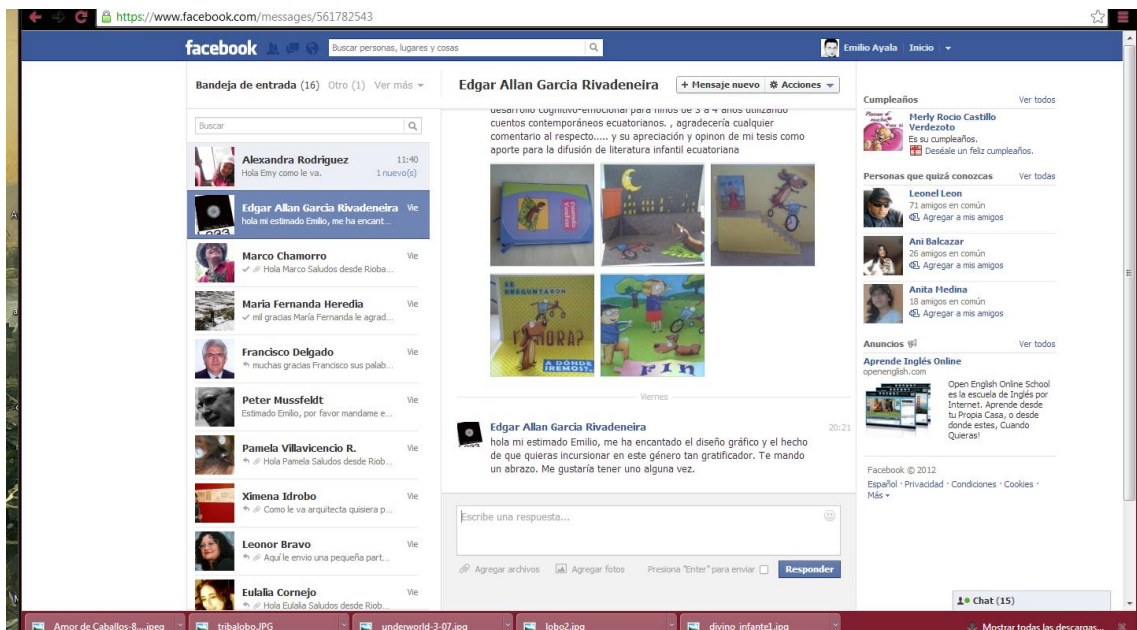 https://www.facebook.com/messages/561782543
facebook
Buscar personas, lugares y cosas
Emilio Ayala Inicio
Bandeja de entrada (16) Otro (1) Ver más
Buscar
Alexandra Rodriguez 11:40
Hola Emy como le va. 1 nuevo(s)
Edgar Allan Garcia Rivadeneira Vie
hola mi estimado Emilio, me ha encant...
Marco Chamorro Vie
Hola Marco Saludos desde Rioba...
Maria Fernanda Heredia Vie
mil gracias María Fernanda le agrad...
Francisco Delgado Vie
muchas gracias Francisco sus palab...
Peter Mussfeldt Vie
Estimado Emilio, por favor mandame e...
Pamela Villavicencio R. Vie
Hola Pamela Saludos desde Riob...
Ximena Idrobo Vie
Como le va arquitecta quisiera p...
Leonor Bravo Vie
Aquí le envio una pequeña part...
Eulalia Cornejo Vie
Hola Eulalia Saludos desde Riob...
Edgar Allan Garcia Rivadeneira
+ Mensaje nuevo Acciones
desarrollo cognitivo-emocional para niños de 3 a 4 años utilizando
cuentos contemporáneos ecuatorianos. , agradecería cualquier
comentario al respecto..... y su apreciación y opinon de mi tesis como
aporte para la difusión de literatura infantil ecuatoriana
SE
PREGUNTARON
Y AHORA?
A DÓNDE
IREMOS?
FIN
Viernes
Edgar Allan Garcia Rivadeneira 20:21
hola mi estimado Emilio, me ha encantado el diseño gráfico y el hecho
de que quieras incursionar en este género tan gratificador. Te mando
un abrazo. Me gustaría tener uno alguna vez.
Escribe una respuesta...
Agregar archivos Agregar fotos Presiona "Enter" para enviar Responder
Cumpleaños Ver todos
Merly Rocio Castillo
Verdezoto
Es su cumpleaños.
Deséale un feliz cumpleaños.
Personas que quizá conozcas Ver todas
Leonel Leon
71 amigos en común
Agregar a mis amigos
Ani Balcazar
26 amigos en común
Agregar a mis amigos
Anita Medina
18 amigos en común
Agregar a mis amigos
Anuncios Ver todos
Aprende Inglés Online
openenglish.com
Open English Online School
es la escuela de Inglés por
Internet. Aprende desde
tu Propia Casa, o desde
donde estes, Cuando
Quieras!
Facebook © 2012
Español · Privacidad · Condiciones · Cookies ·
Más
Chat (15)
Amor de Caballos-8....jpeg
tribalobo.JPG
underworld-3-07.jpg
lobo2.jpg
divino_infante1.jpg
Mostrar todas las descargas...